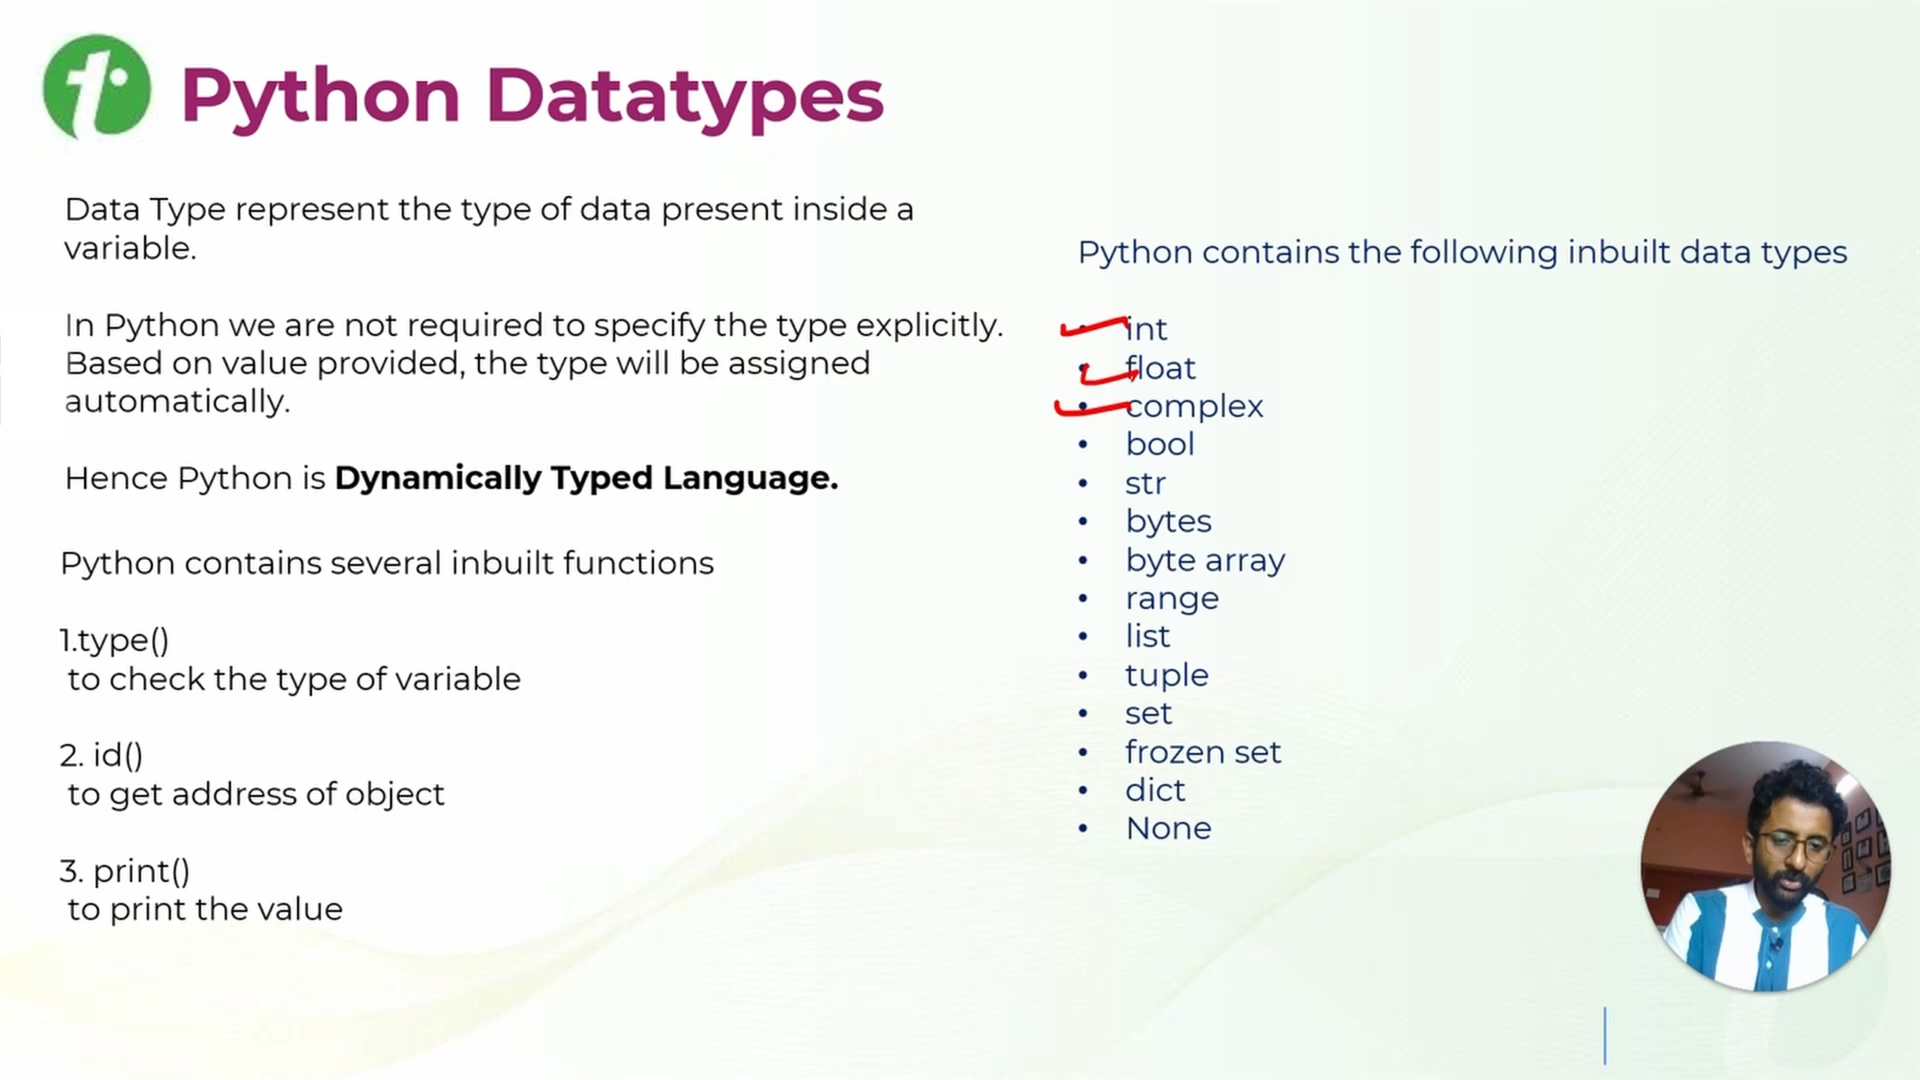 Python Datatypes
Data Type represent the type of data present inside a
variable.
In Python we are not required to specify the type explicitly.
Based on value provided, the type will be assigned
automatically.
Hence Python is Dynamically Typed Language.
Python contains several inbuilt functions
1.type()
to check the type of variable
2. id()
to get address of object
3. print()
to print the value
Python contains the following inbuilt data types
• int
• float
• complex
• bool
• str
• bytes
• byte array
• range
• list
• tuple
• set
• frozen set
• dict
• None